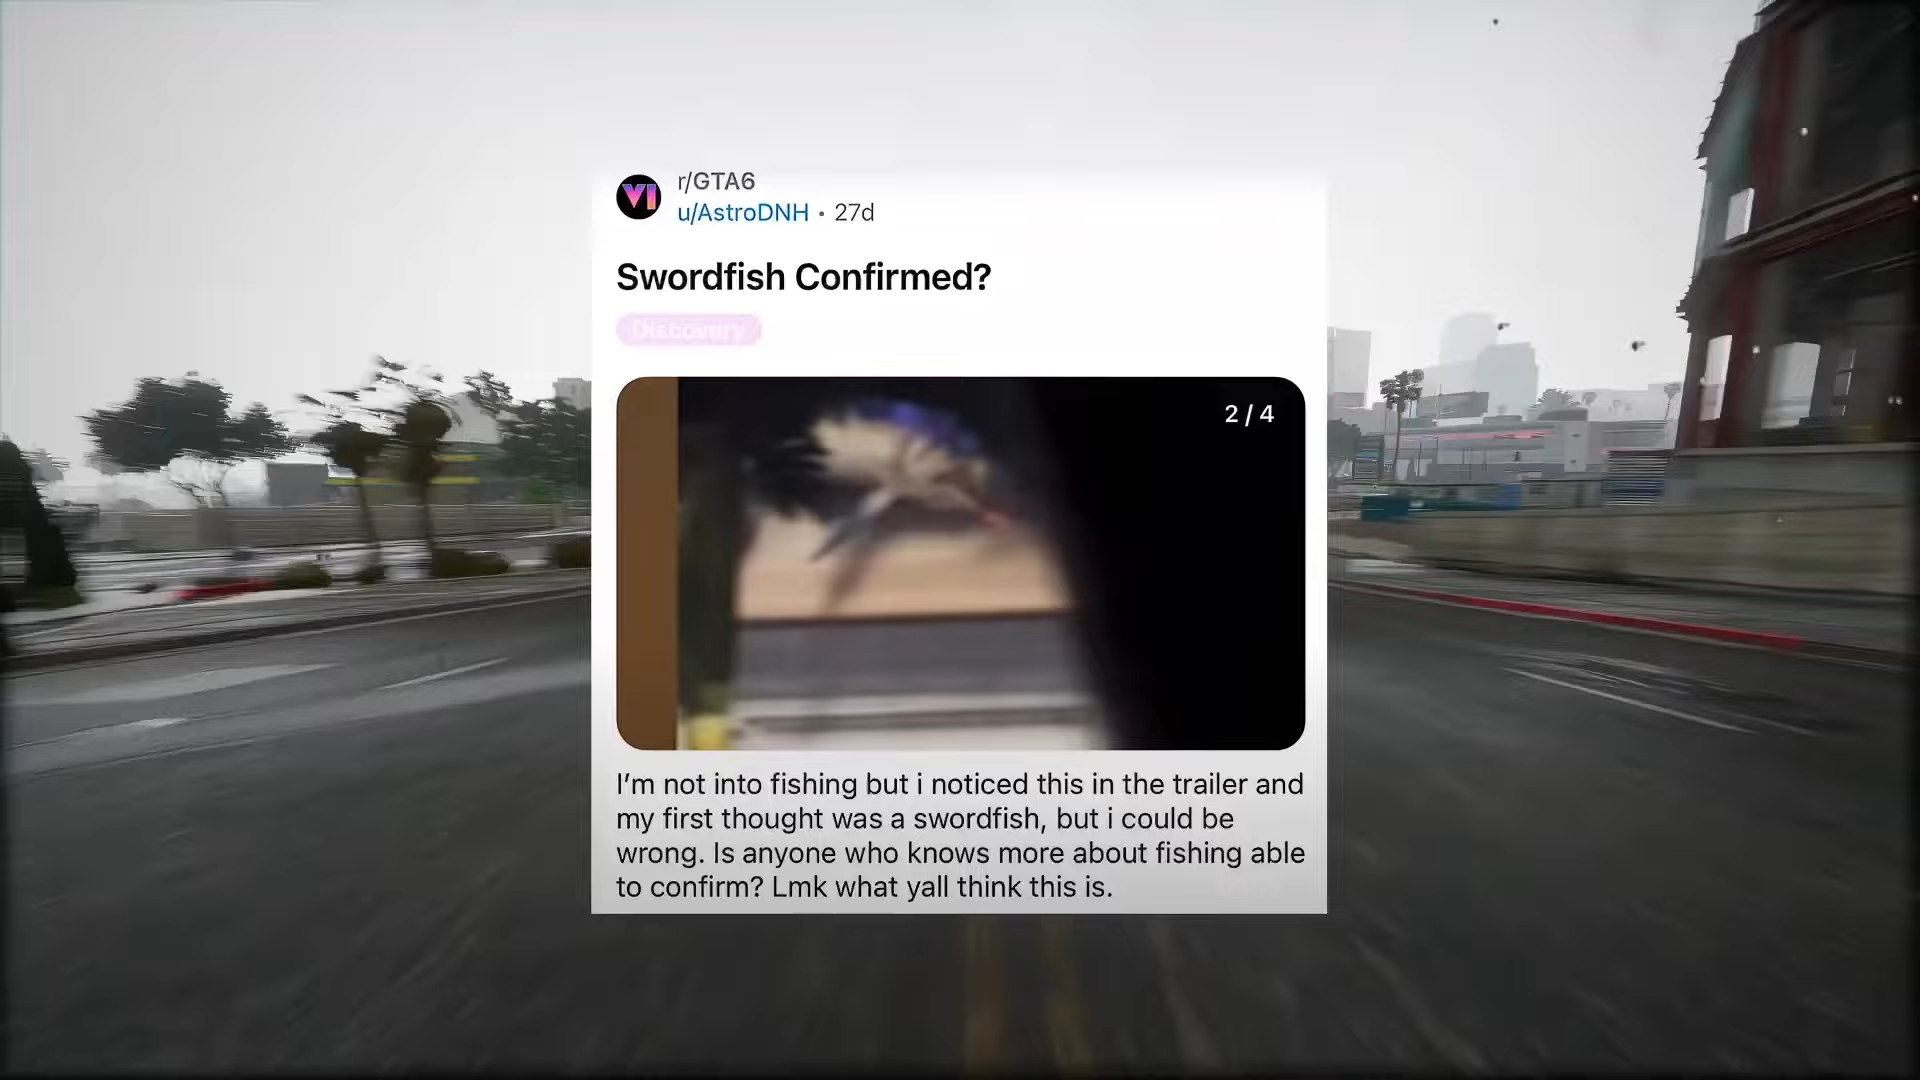 VI
r/GTA6
u/AstroDNH • 27d
Swordfish Confirmed?
Discovery
2 / 4
I’m not into fishing but i noticed this in the trailer and
my first thought was a swordfish, but i could be
wrong. Is anyone who knows more about fishing able
to confirm? Lmk what yall think this is.